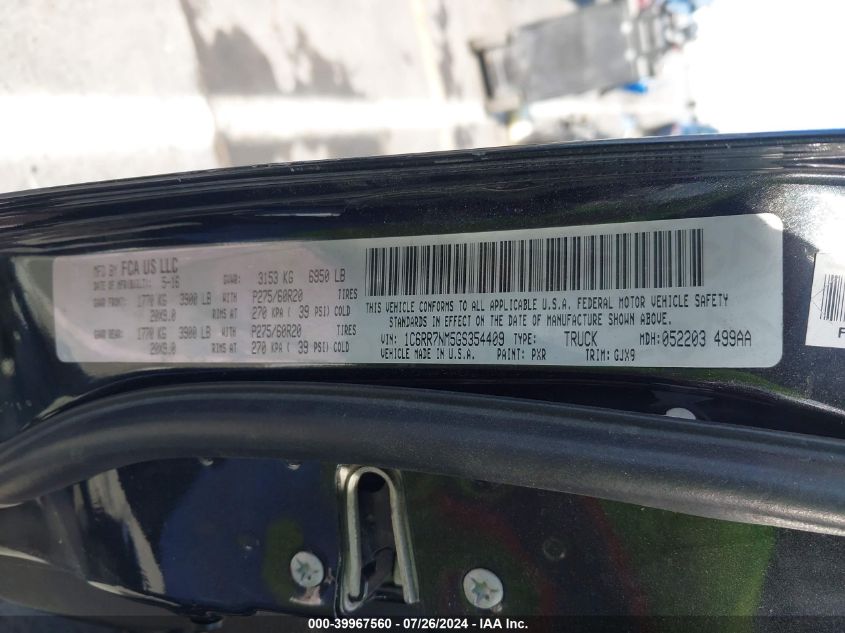 MFD BY FCA US LLC
DATE OF MFR/BUILT: 5-16 GVWR: 3153 KG 6950 LB
GAWR FRONT: 1770 KG 3900 LB WITH P275/60R20 TIRES
20X9.0 RIMS AT 270 KPA ( 39 PSI) COLD
GAWR REAR: 1770 KG 3900 LB WITH P275/60R20 TIRES
20X9.0 RIMS AT 270 KPA ( 39 PSI) COLD
THIS VEHICLE CONFORMS TO ALL APPLICABLE U.S.A. FEDERAL MOTOR VEHICLE SAFETY
STANDARDS IN EFFECT ON THE DATE OF MANUFACTURE SHOWN ABOVE.
VIN: 1C6RR7NM5GS354409 TYPE: TRUCK MDH: 052203 499AA
MADE IN U.S.A. PAINT: PXR TRIM: GJX9
000-39967560 - 07/26/2024 - IAA Inc.